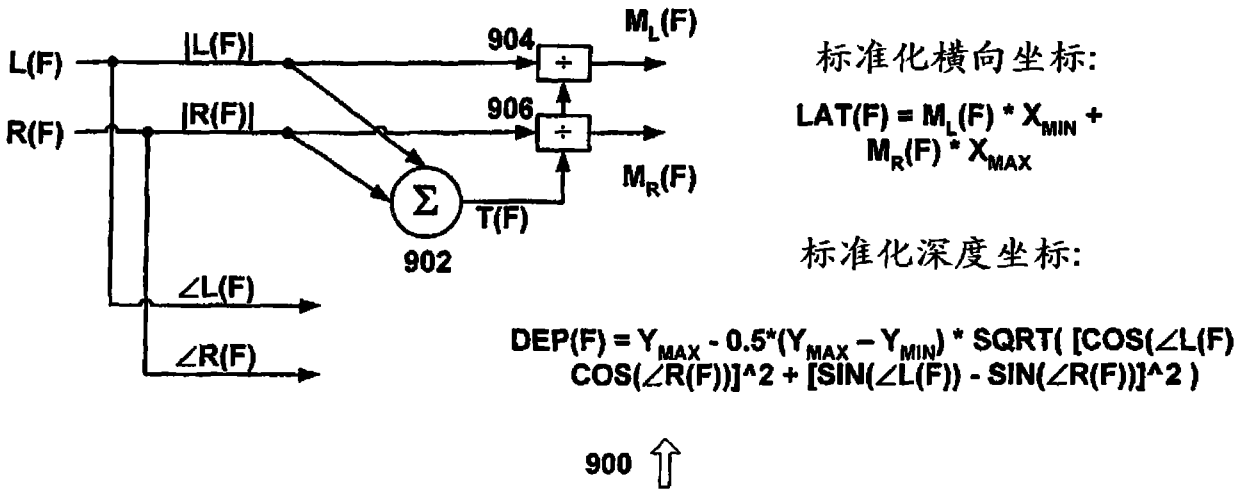 M_L(F)
904
L(F)
|L(F)|
÷
标准化横向坐标:
R(F)
|R(F)|
906
÷
LAT(F) = M_L(F) * X_MIN +
M_R(F) * X_MAX
M_R(F)
Σ
T(F)
902
标准化深度坐标:
∠L(F)
∠R(F)
DEP(F) = Y_MAX - 0.5*(Y_MAX – Y_MIN) * SQRT( [COS(∠L(F)
COS(∠R(F))]^2 + [SIN(∠L(F)) - SIN(∠R(F))]^2 )
900